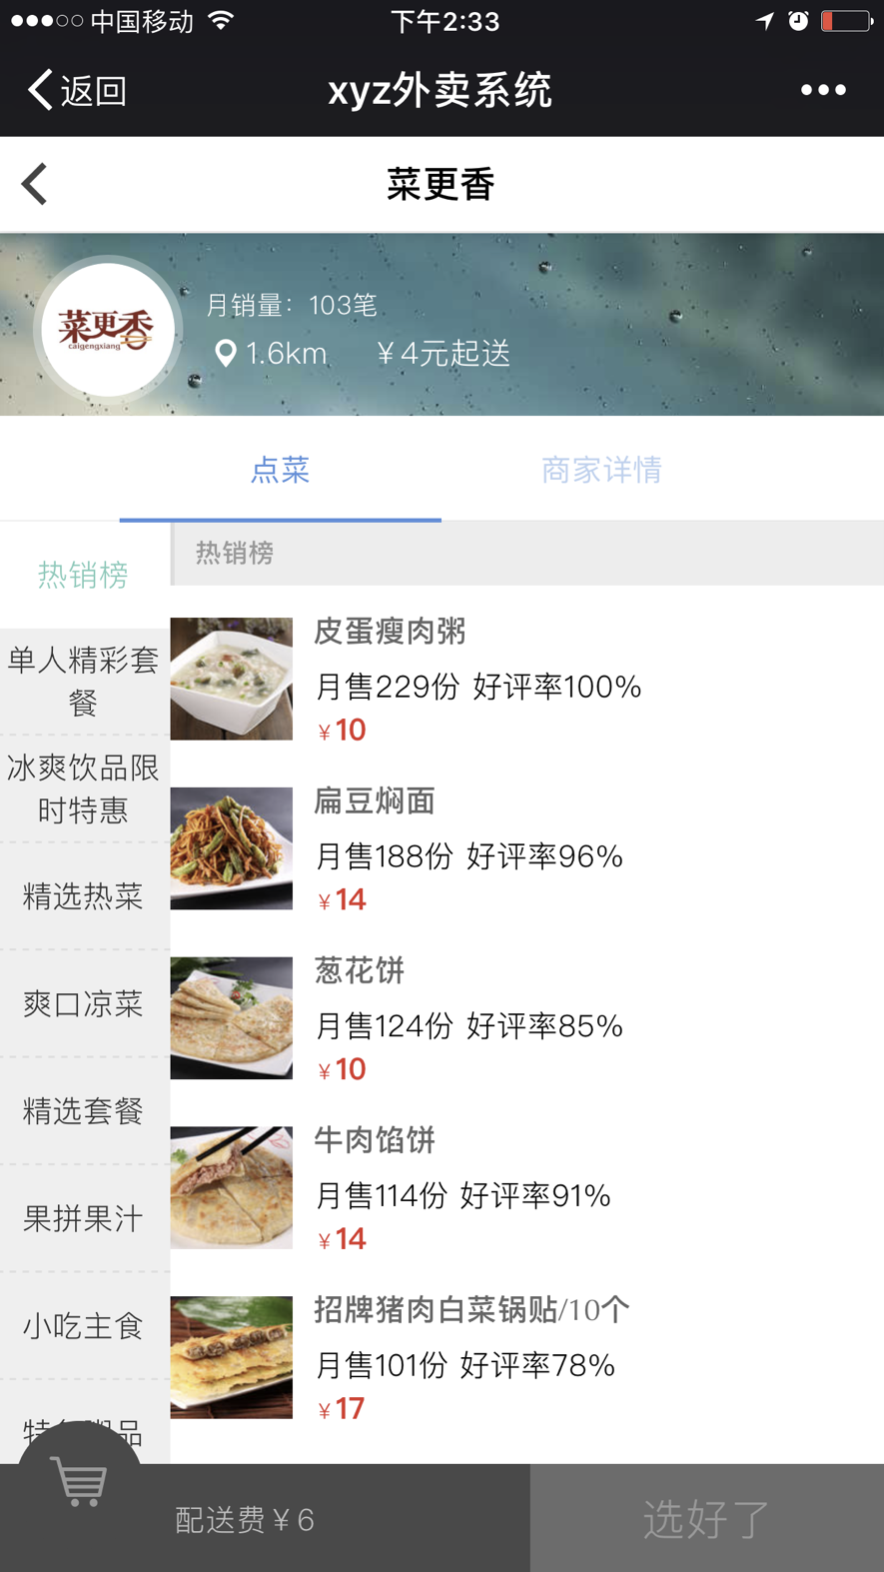 中国移动
下午2:33
返回
xyz外卖系统
菜更香
菜更香
caigengxiang
月销量：103笔
1.6km ￥4元起送
点菜
商家详情
热销榜
单人精彩套
餐
冰爽饮品限
时特惠
精选热菜
爽口凉菜
精选套餐
果拼果汁
小吃主食
热销榜
皮蛋瘦肉粥
月售229份 好评率100%
￥10
扁豆焖面
月售188份 好评率96%
￥14
葱花饼
月售124份 好评率85%
￥10
牛肉馅饼
月售114份 好评率91%
￥14
招牌猪肉白菜锅贴/10个
月售101份 好评率78%
￥17
配送费￥6
选好了